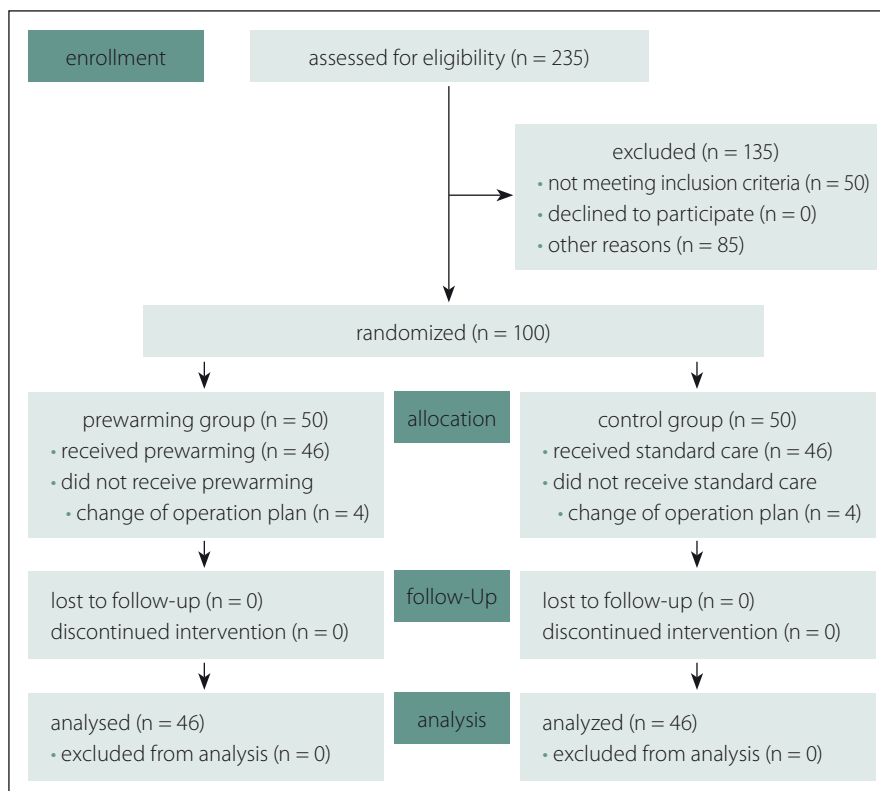 enrollment
assessed for eligibility (n = 235)
excluded (n = 135)
• not meeting inclusion criteria (n = 50)
• declined to participate (n = 0)
• other reasons (n = 85)
randomized (n = 100)
prewarming group (n = 50)
• received prewarming (n = 46)
• did not receive prewarming
• change of operation plan (n = 4)
allocation
control group (n = 50)
• received standard care (n = 46)
• did not receive standard care
• change of operation plan (n = 4)
lost to follow-up (n = 0)
discontinued intervention (n = 0)
follow-Up
lost to follow-up (n = 0)
discontinued intervention (n = 0)
analysed (n = 46)
• excluded from analysis (n = 0)
analysis
analyzed (n = 46)
• excluded from analysis (n = 0)